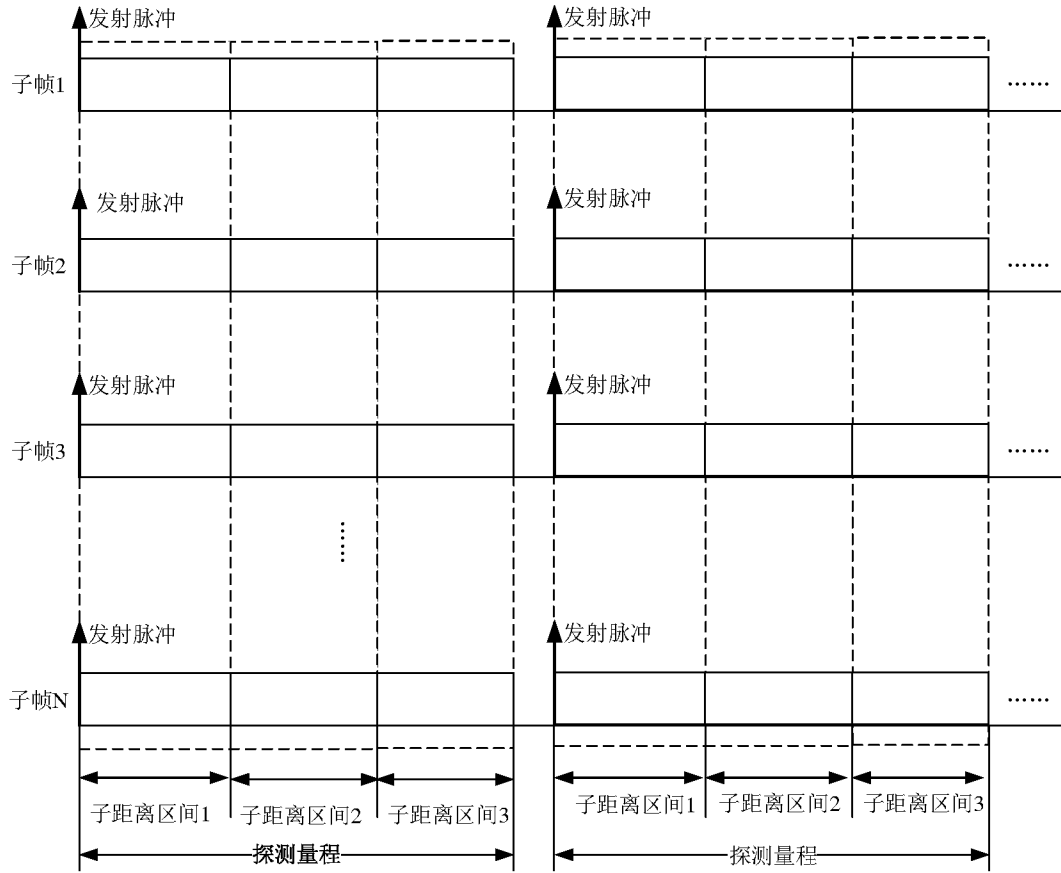 发射脉冲 发射脉冲
子帧1 ……
发射脉冲 发射脉冲
子帧2 ……
发射脉冲 发射脉冲
子帧3 ……
……
发射脉冲 发射脉冲
子帧N ……
子距离区间1 子距离区间2 子距离区间3 子距离区间1 子距离区间2 子距离区间3
探测量程 探测量程